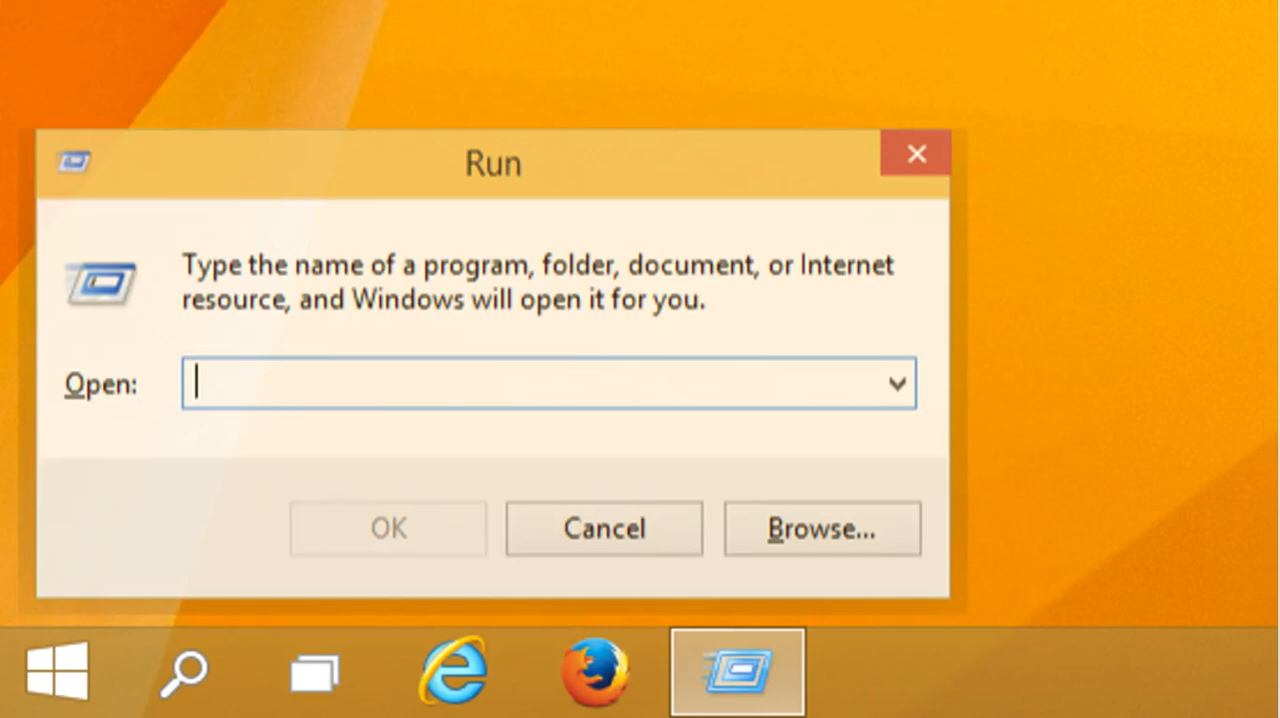 Run
Type the name of a program, folder, document, or Internet
resource, and Windows will open it for you.
Open:
OK
Cancel
Browse...